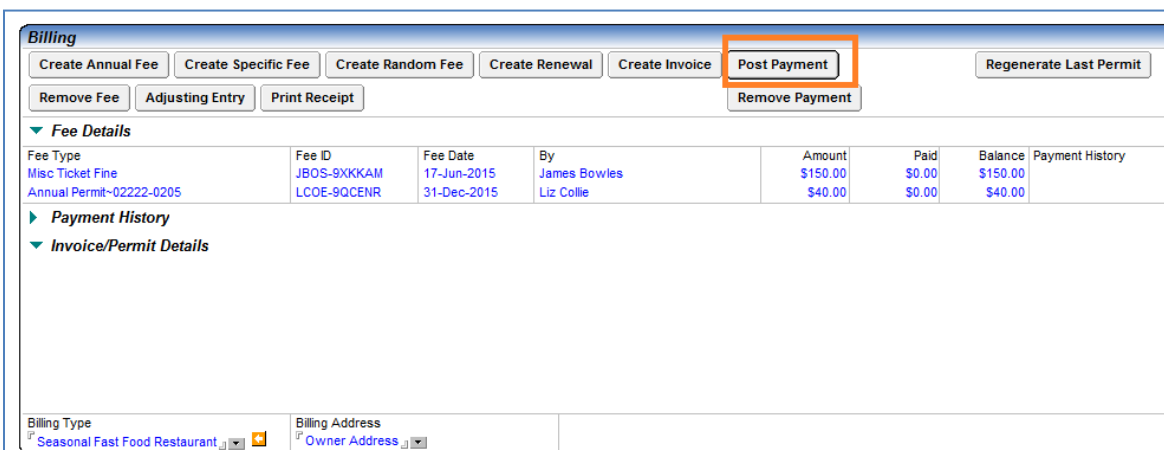 Billing
Create Annual Fee Create Specific Fee Create Random Fee Create Renewal Create Invoice Post Payment Regenerate Last Permit
Remove Fee Adjusting Entry Print Receipt Remove Payment
Fee Details
Fee Type Fee ID Fee Date By Amount Paid Balance Payment History
Misc Ticket Fine JBOS-9XKKAM 17-Jun-2015 James Bowles $150.00 $0.00 $150.00
Annual Permit~02222-0205 LCOE-9QCENR 31-Dec-2015 Liz Collie $40.00 $0.00 $40.00
Payment History
Invoice/Permit Details
Billing Type Billing Address
Seasonal Fast Food Restaurant Owner Address